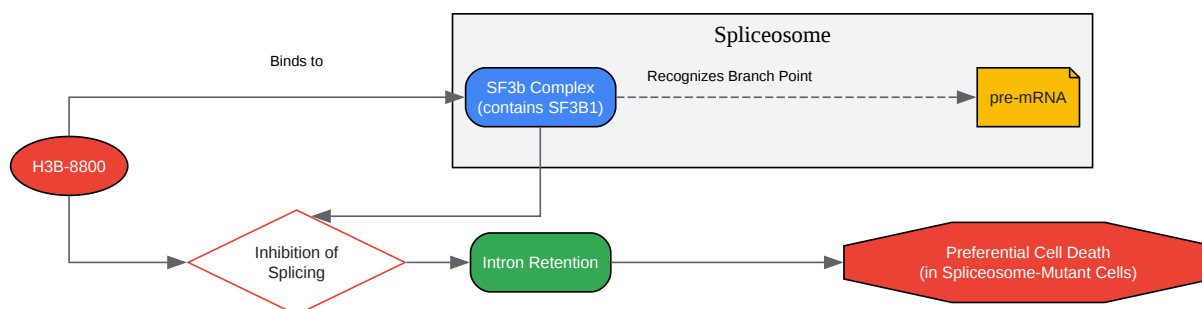 Spliceosome
Binds to
SF3b Complex
(contains SF3B1)
Recognizes Branch Point
pre-mRNA
H3B-8800
Inhibition of
Splicing
Intron Retention
Preferential Cell Death
(in Spliceosome-Mutant Cells)